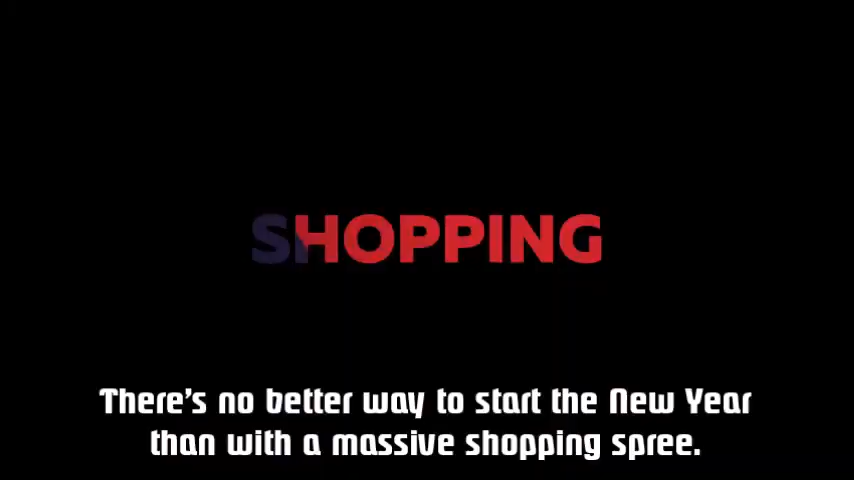 SHOPPING
There's no better way to start the New Year
than with a massive shopping spree.